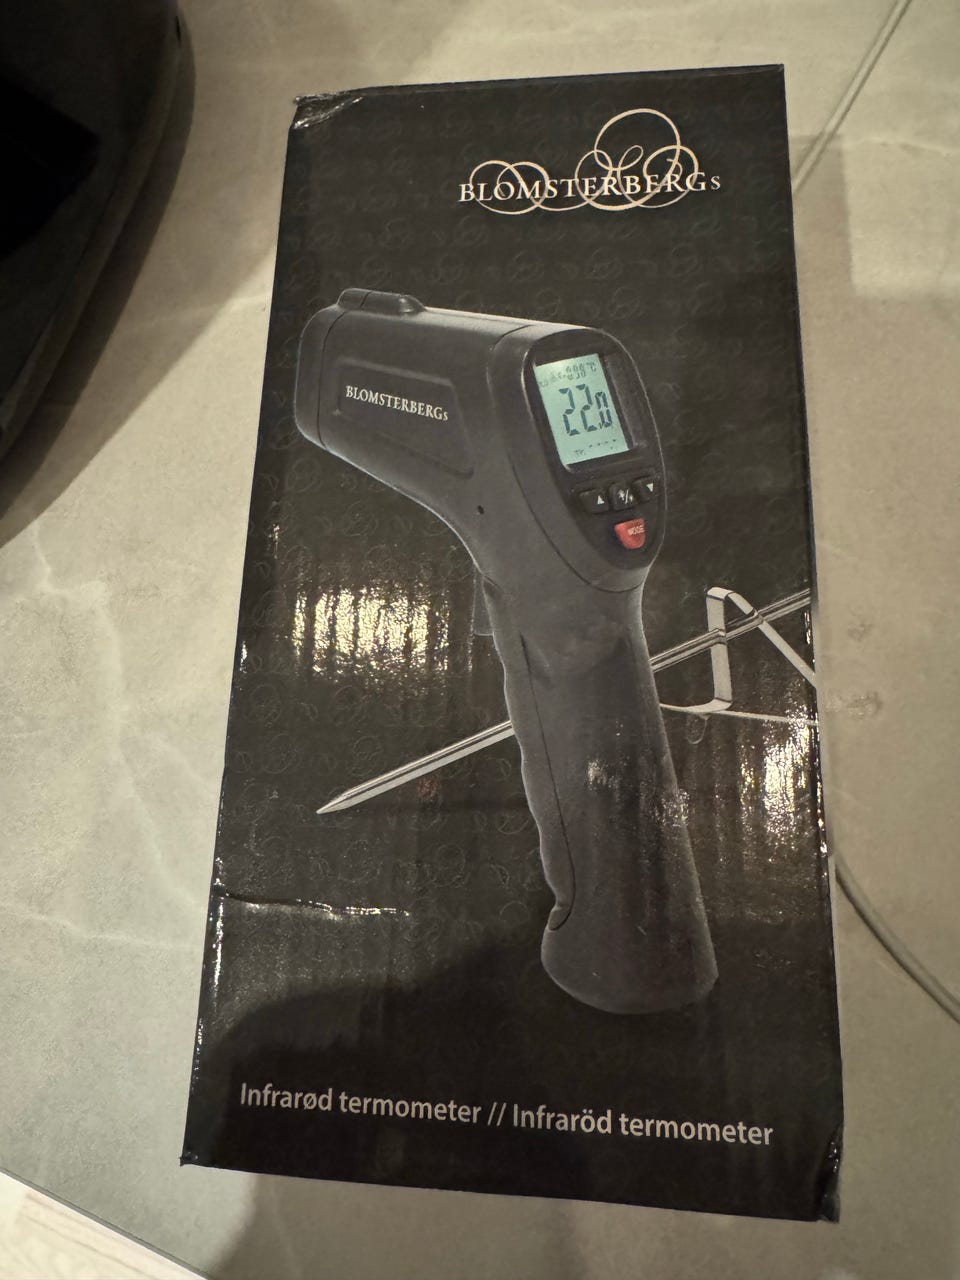 BLOMSTERBERGS
BLOMSTERBERGS
22.0
MODE
Infrarød termometer // Infraröd termometer